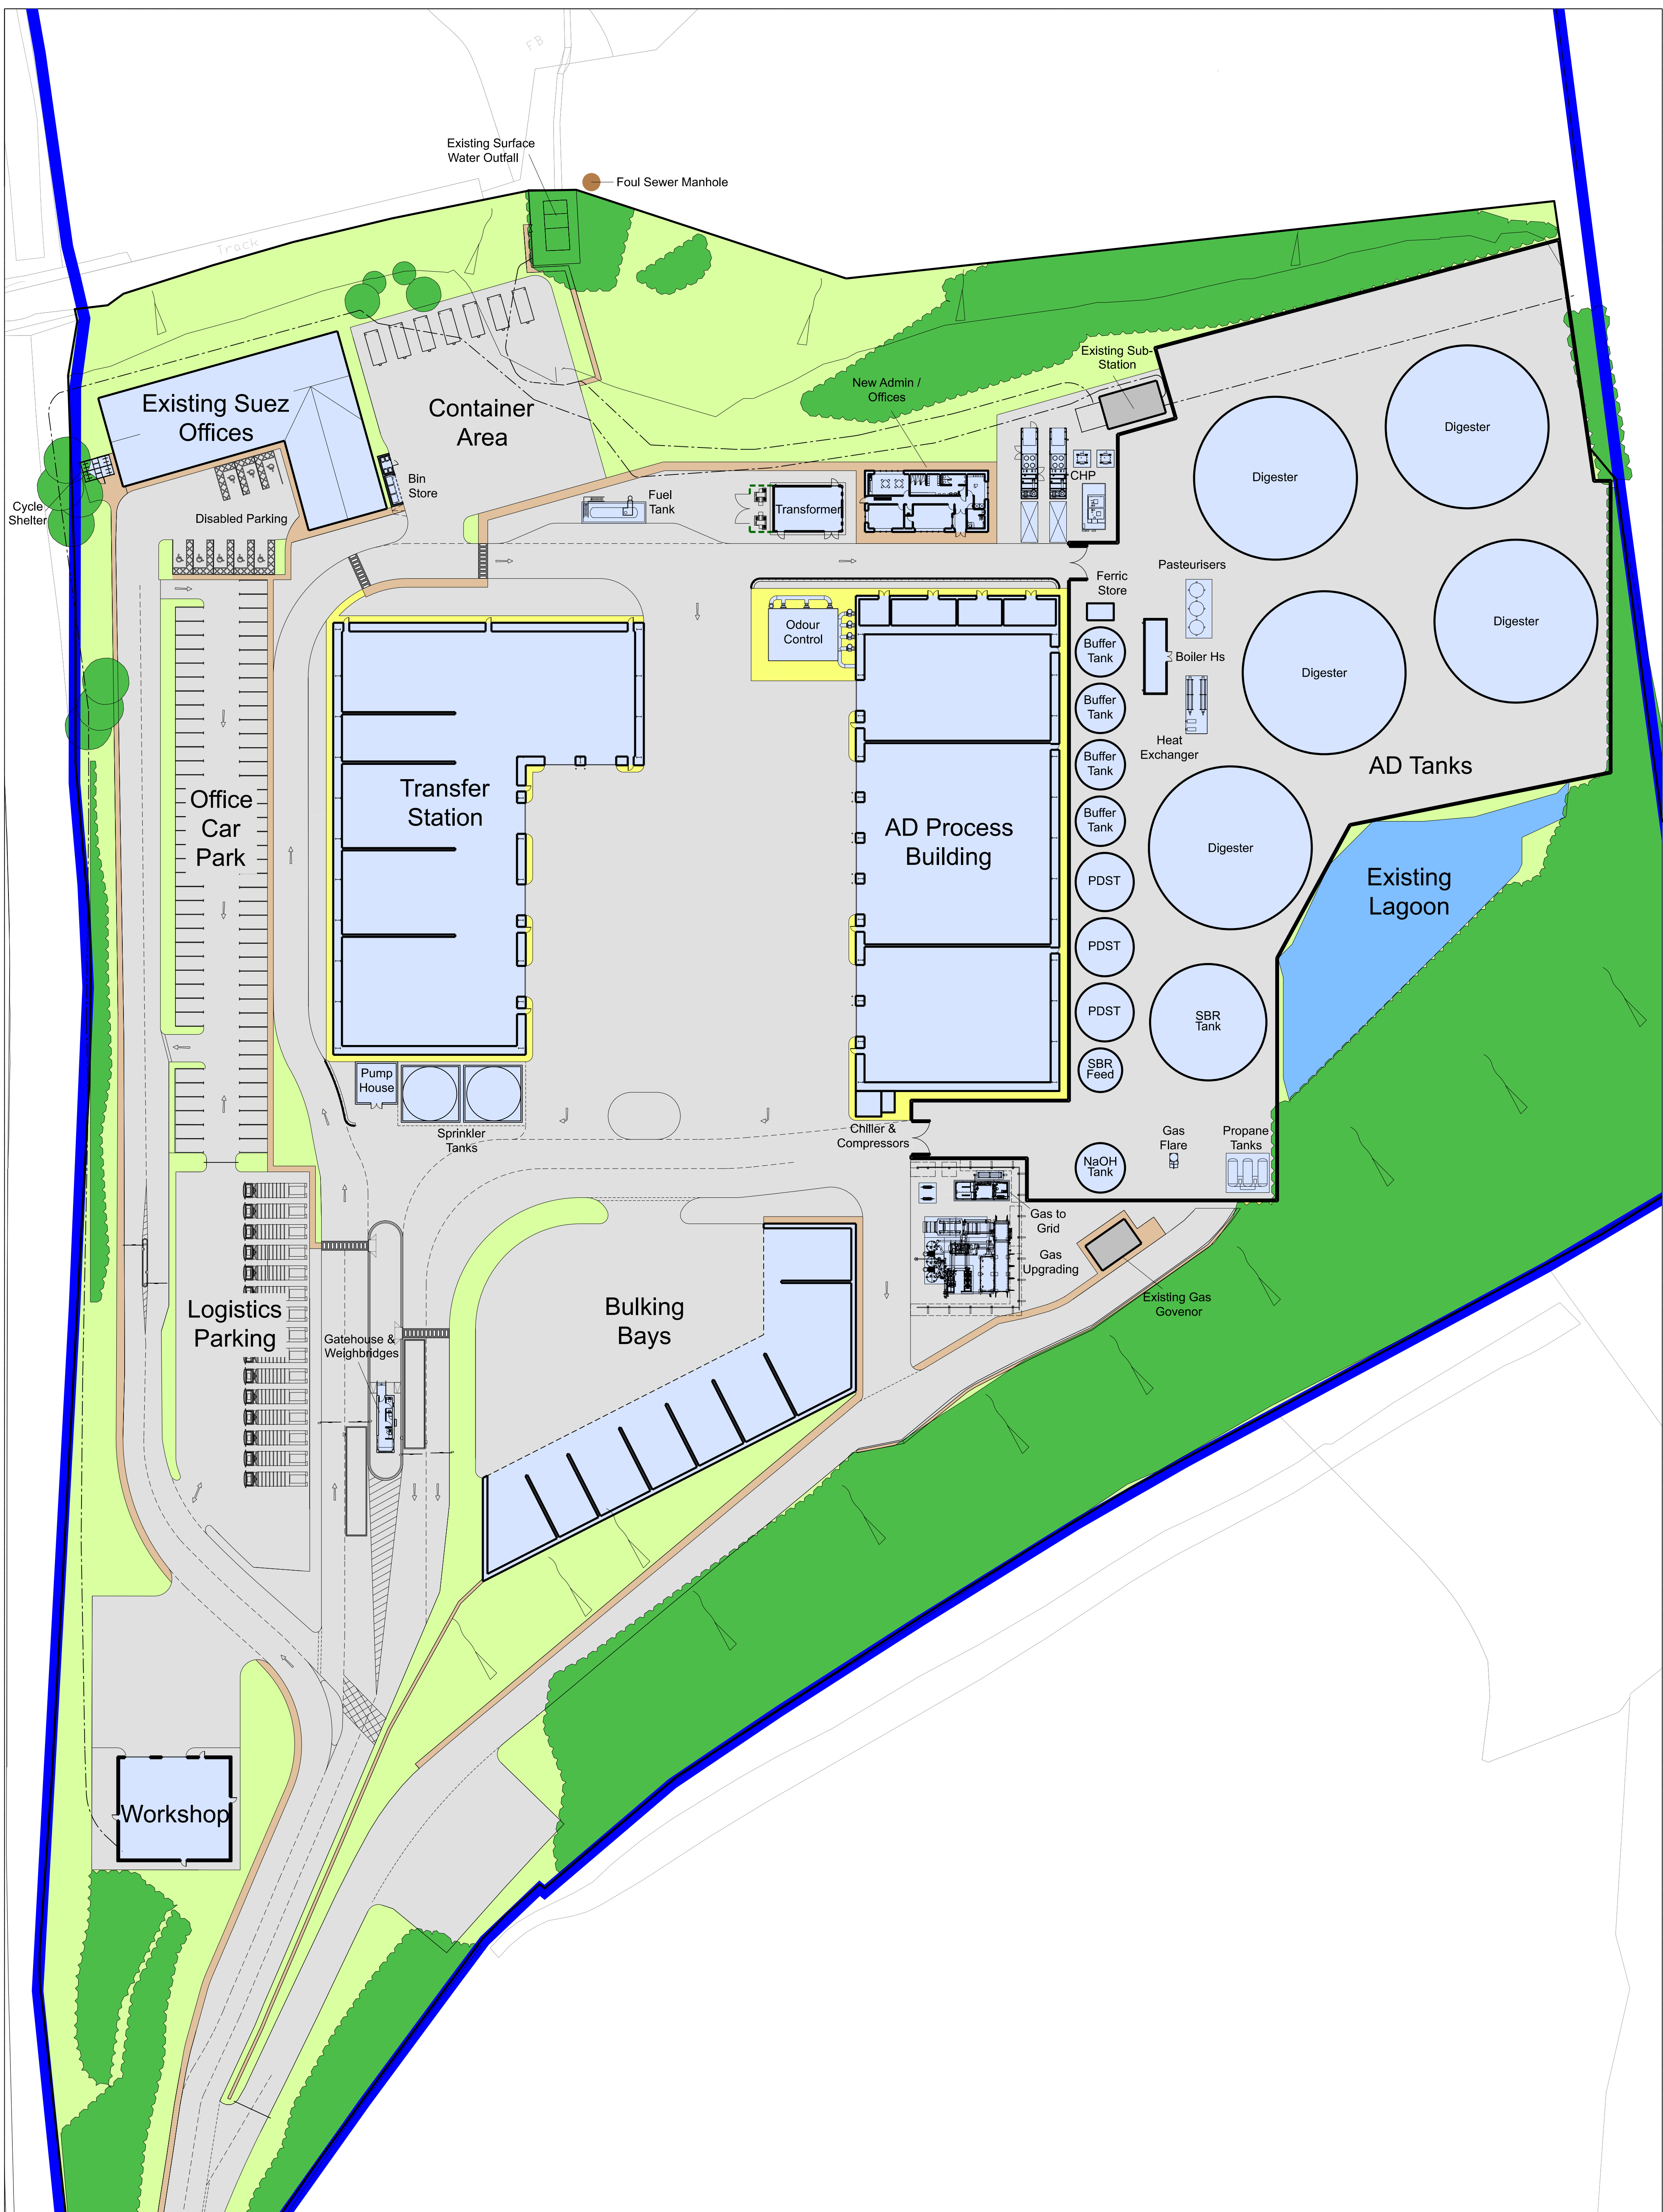 FB
Existing Surface
Water Outfall
Foul Sewer Manhole
Track
Existing Sub-
Station
New Admin /
Offices
Existing Suez
Offices
Container
Area
Digester
Digester
Bin
Store
Cycle
Shelter
Disabled Parking
Fuel
Tank
Transformer
CHP
Pasteurisers
Ferric
Store
Odour
Control
Buffer
Tank
Boiler Hs
Digester
Digester
Buffer
Tank
Heat
Exchanger
Buffer
Tank
AD Tanks
Transfer
Station
Office
Car
Park
AD Process
Building
Buffer
Tank
Digester
PDST
Existing
Lagoon
PDST
PDST
SBR
Tank
SBR
Feed
Pump
House
Sprinkler
Tanks
Chiller &
Compressors
Gas
Flare
Propane
Tanks
NaOH
Tank
Gas to
Grid
Gas
Upgrading
Existing Gas
Govenor
Logistics
Parking
Gatehouse &
Weighbridges
Bulking
Bays
Workshop